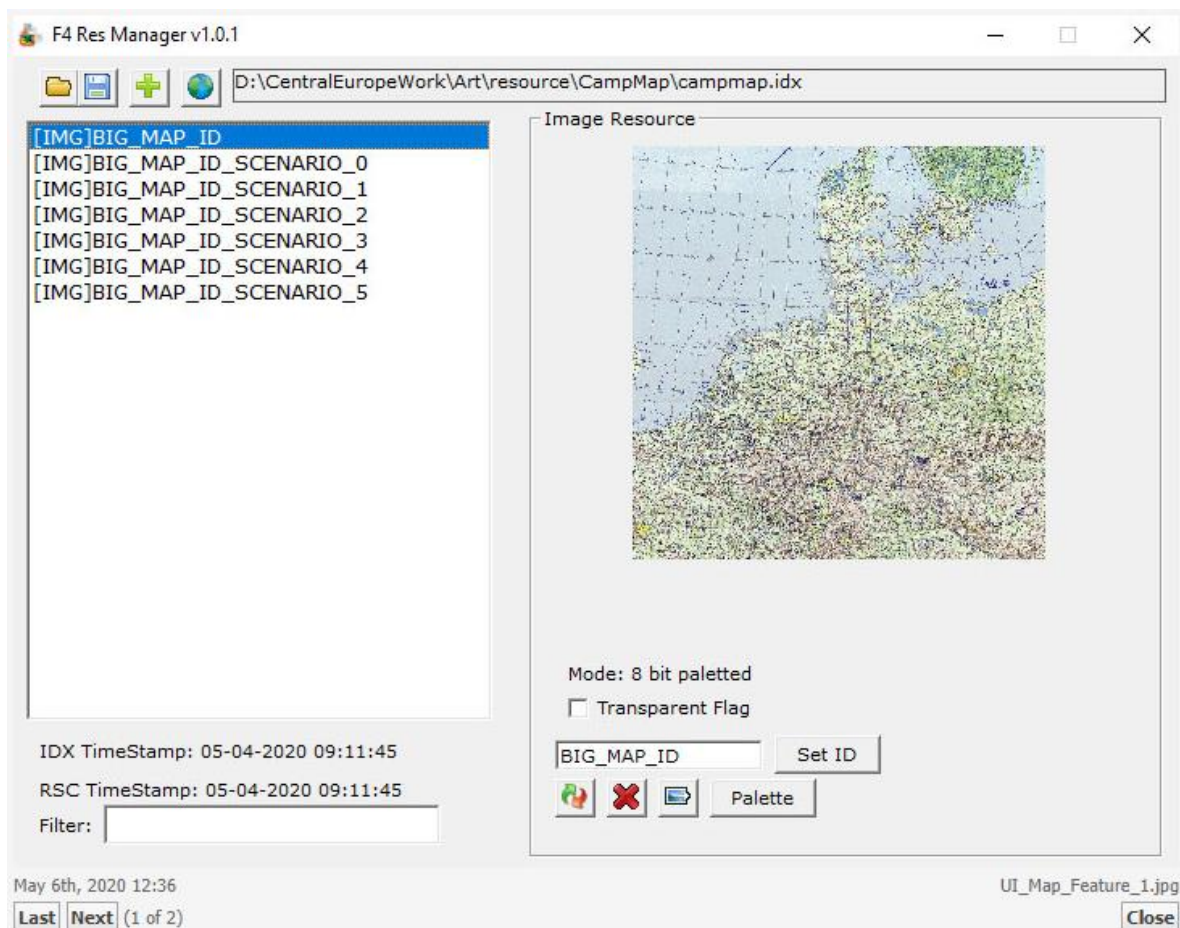 F4 Res Manager v1.0.1
D:\CentralEuropeWork\Art\resource\CampMap\campmap.idx
[IMG]BIG_MAP_ID
[IMG]BIG_MAP_ID_SCENARIO_0
[IMG]BIG_MAP_ID_SCENARIO_1
[IMG]BIG_MAP_ID_SCENARIO_2
[IMG]BIG_MAP_ID_SCENARIO_3
[IMG]BIG_MAP_ID_SCENARIO_4
[IMG]BIG_MAP_ID_SCENARIO_5
IDX TimeStamp: 05-04-2020 09:11:45
RSC TimeStamp: 05-04-2020 09:11:45
Filter:
Image Resource
Mode: 8 bit paletted
Transparent Flag
BIG_MAP_ID Set ID
Palette
May 6th, 2020 12:36 UI_Map_Feature_1.jpg
Last Next (1 of 2) Close